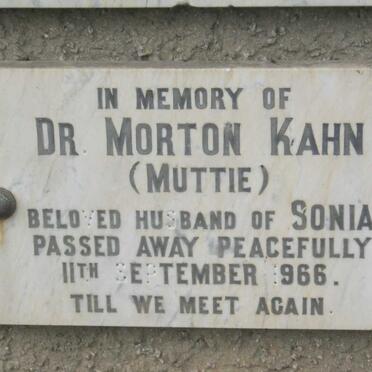 IN MEMORY OF
DR. MORTON KAHN
(MUTTIE)
BELOVED HUSBAND OF SONIA
PASSED AWAY PEACEFULLY
11TH SEPTEMBER 1966.
TILL WE MEET AGAIN.